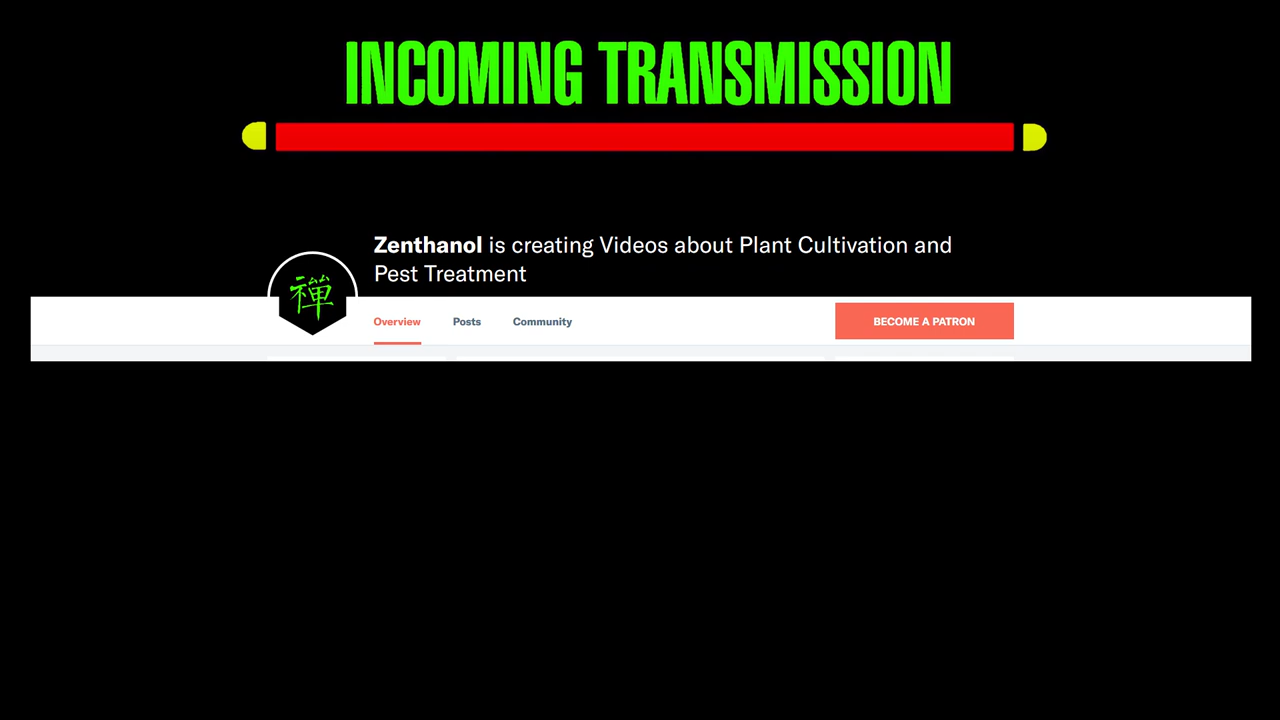 INCOMING TRANSMISSION
Zenthanol is creating Videos about Plant Cultivation and
Pest Treatment
禪
Overview Posts Community BECOME A PATRON